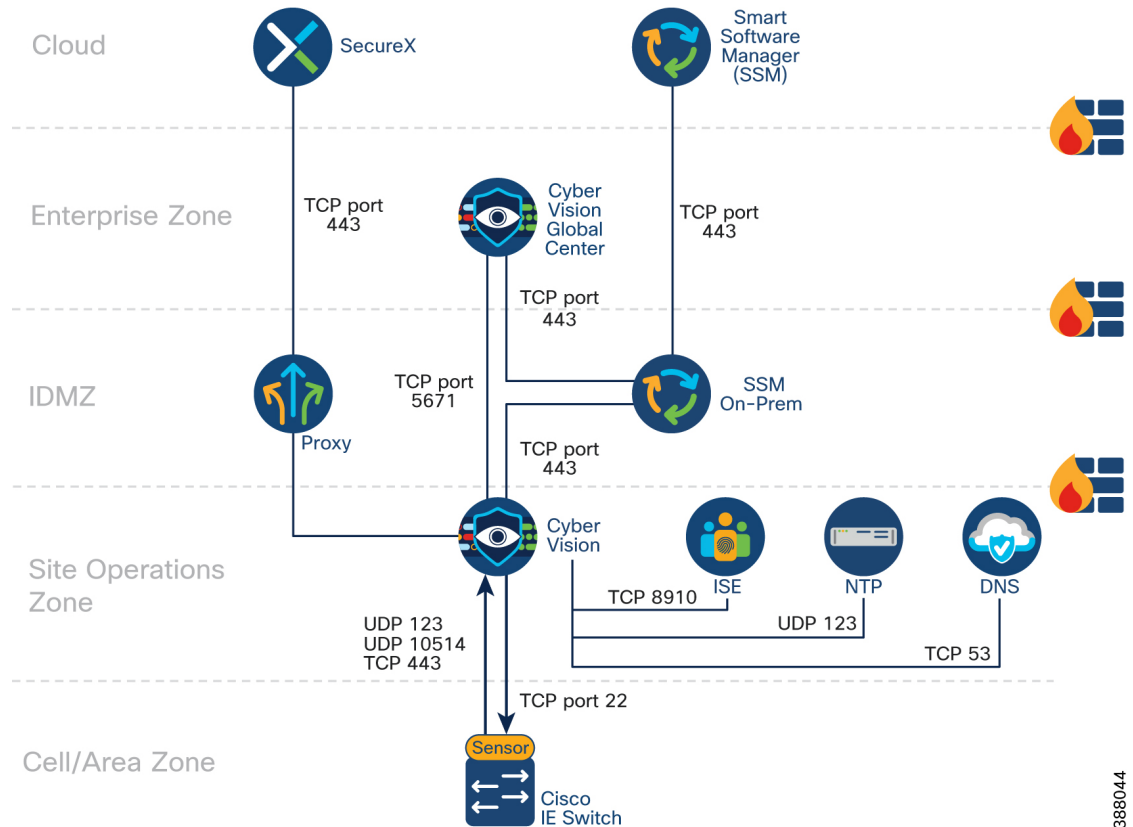 Cloud
SecureX
Smart
Software
Manager
(SSM)
Enterprise Zone
TCP port
443
Cyber
Vision
Global
Center
TCP port
443
TCP port
443
IDMZ
Proxy
TCP port
5671
SSM
On-Prem
TCP port
443
Site Operations
Zone
Cyber
Vision
ISE
NTP
DNS
TCP 8910
UDP 123
TCP 53
UDP 123
UDP 10514
TCP 443
TCP port 22
Cell/Area Zone
Sensor
Cisco
IE Switch
388044